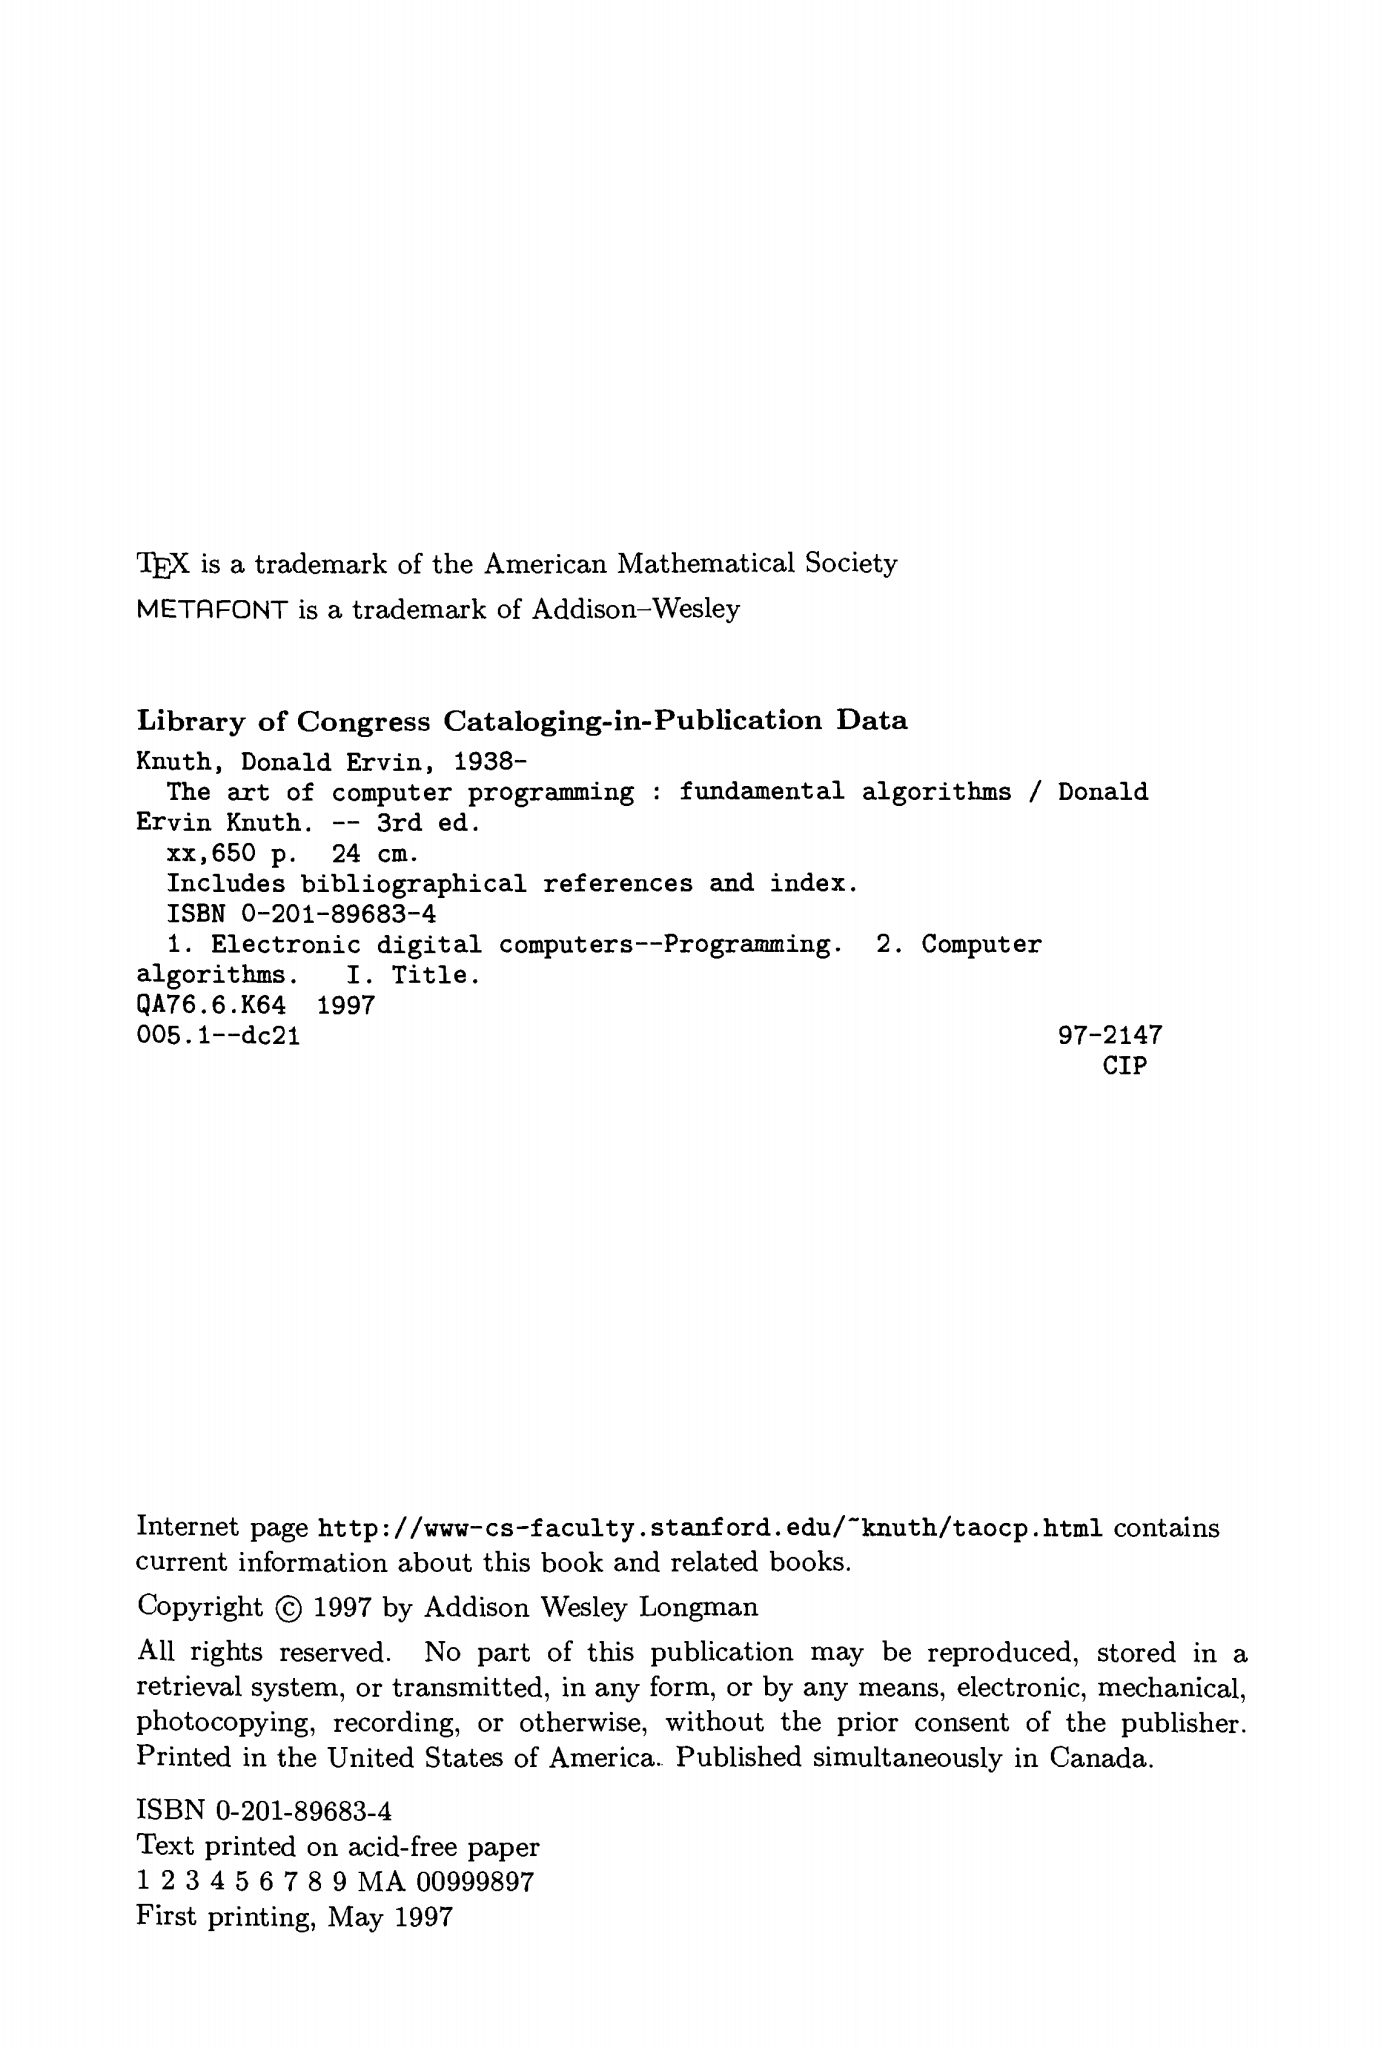 TEX is a trademark of the American Mathematical Society
METAFONT is a trademark of Addison–Wesley
Library of Congress Cataloging-in-Publication Data
Knuth, Donald Ervin, 1938-
The art of computer programming : fundamental algorithms / Donald
Ervin Knuth. -- 3rd ed.
xx,650 p. 24 cm.
Includes bibliographical references and index.
ISBN 0-201-89683-4
1. Electronic digital computers--Programming. 2. Computer
algorithms. I. Title.
QA76.6.K64 1997
005.1--dc21 97-2147
CIP
Internet page http://www-cs-faculty.stanford.edu/~knuth/taocp.html contains
current information about this book and related books.
Copyright © 1997 by Addison Wesley Longman
All rights reserved. No part of this publication may be reproduced, stored in a
retrieval system, or transmitted, in any form, or by any means, electronic, mechanical,
photocopying, recording, or otherwise, without the prior consent of the publisher.
Printed in the United States of America. Published simultaneously in Canada.
ISBN 0-201-89683-4
Text printed on acid-free paper
1 2 3 4 5 6 7 8 9 MA 00999897
First printing, May 1997